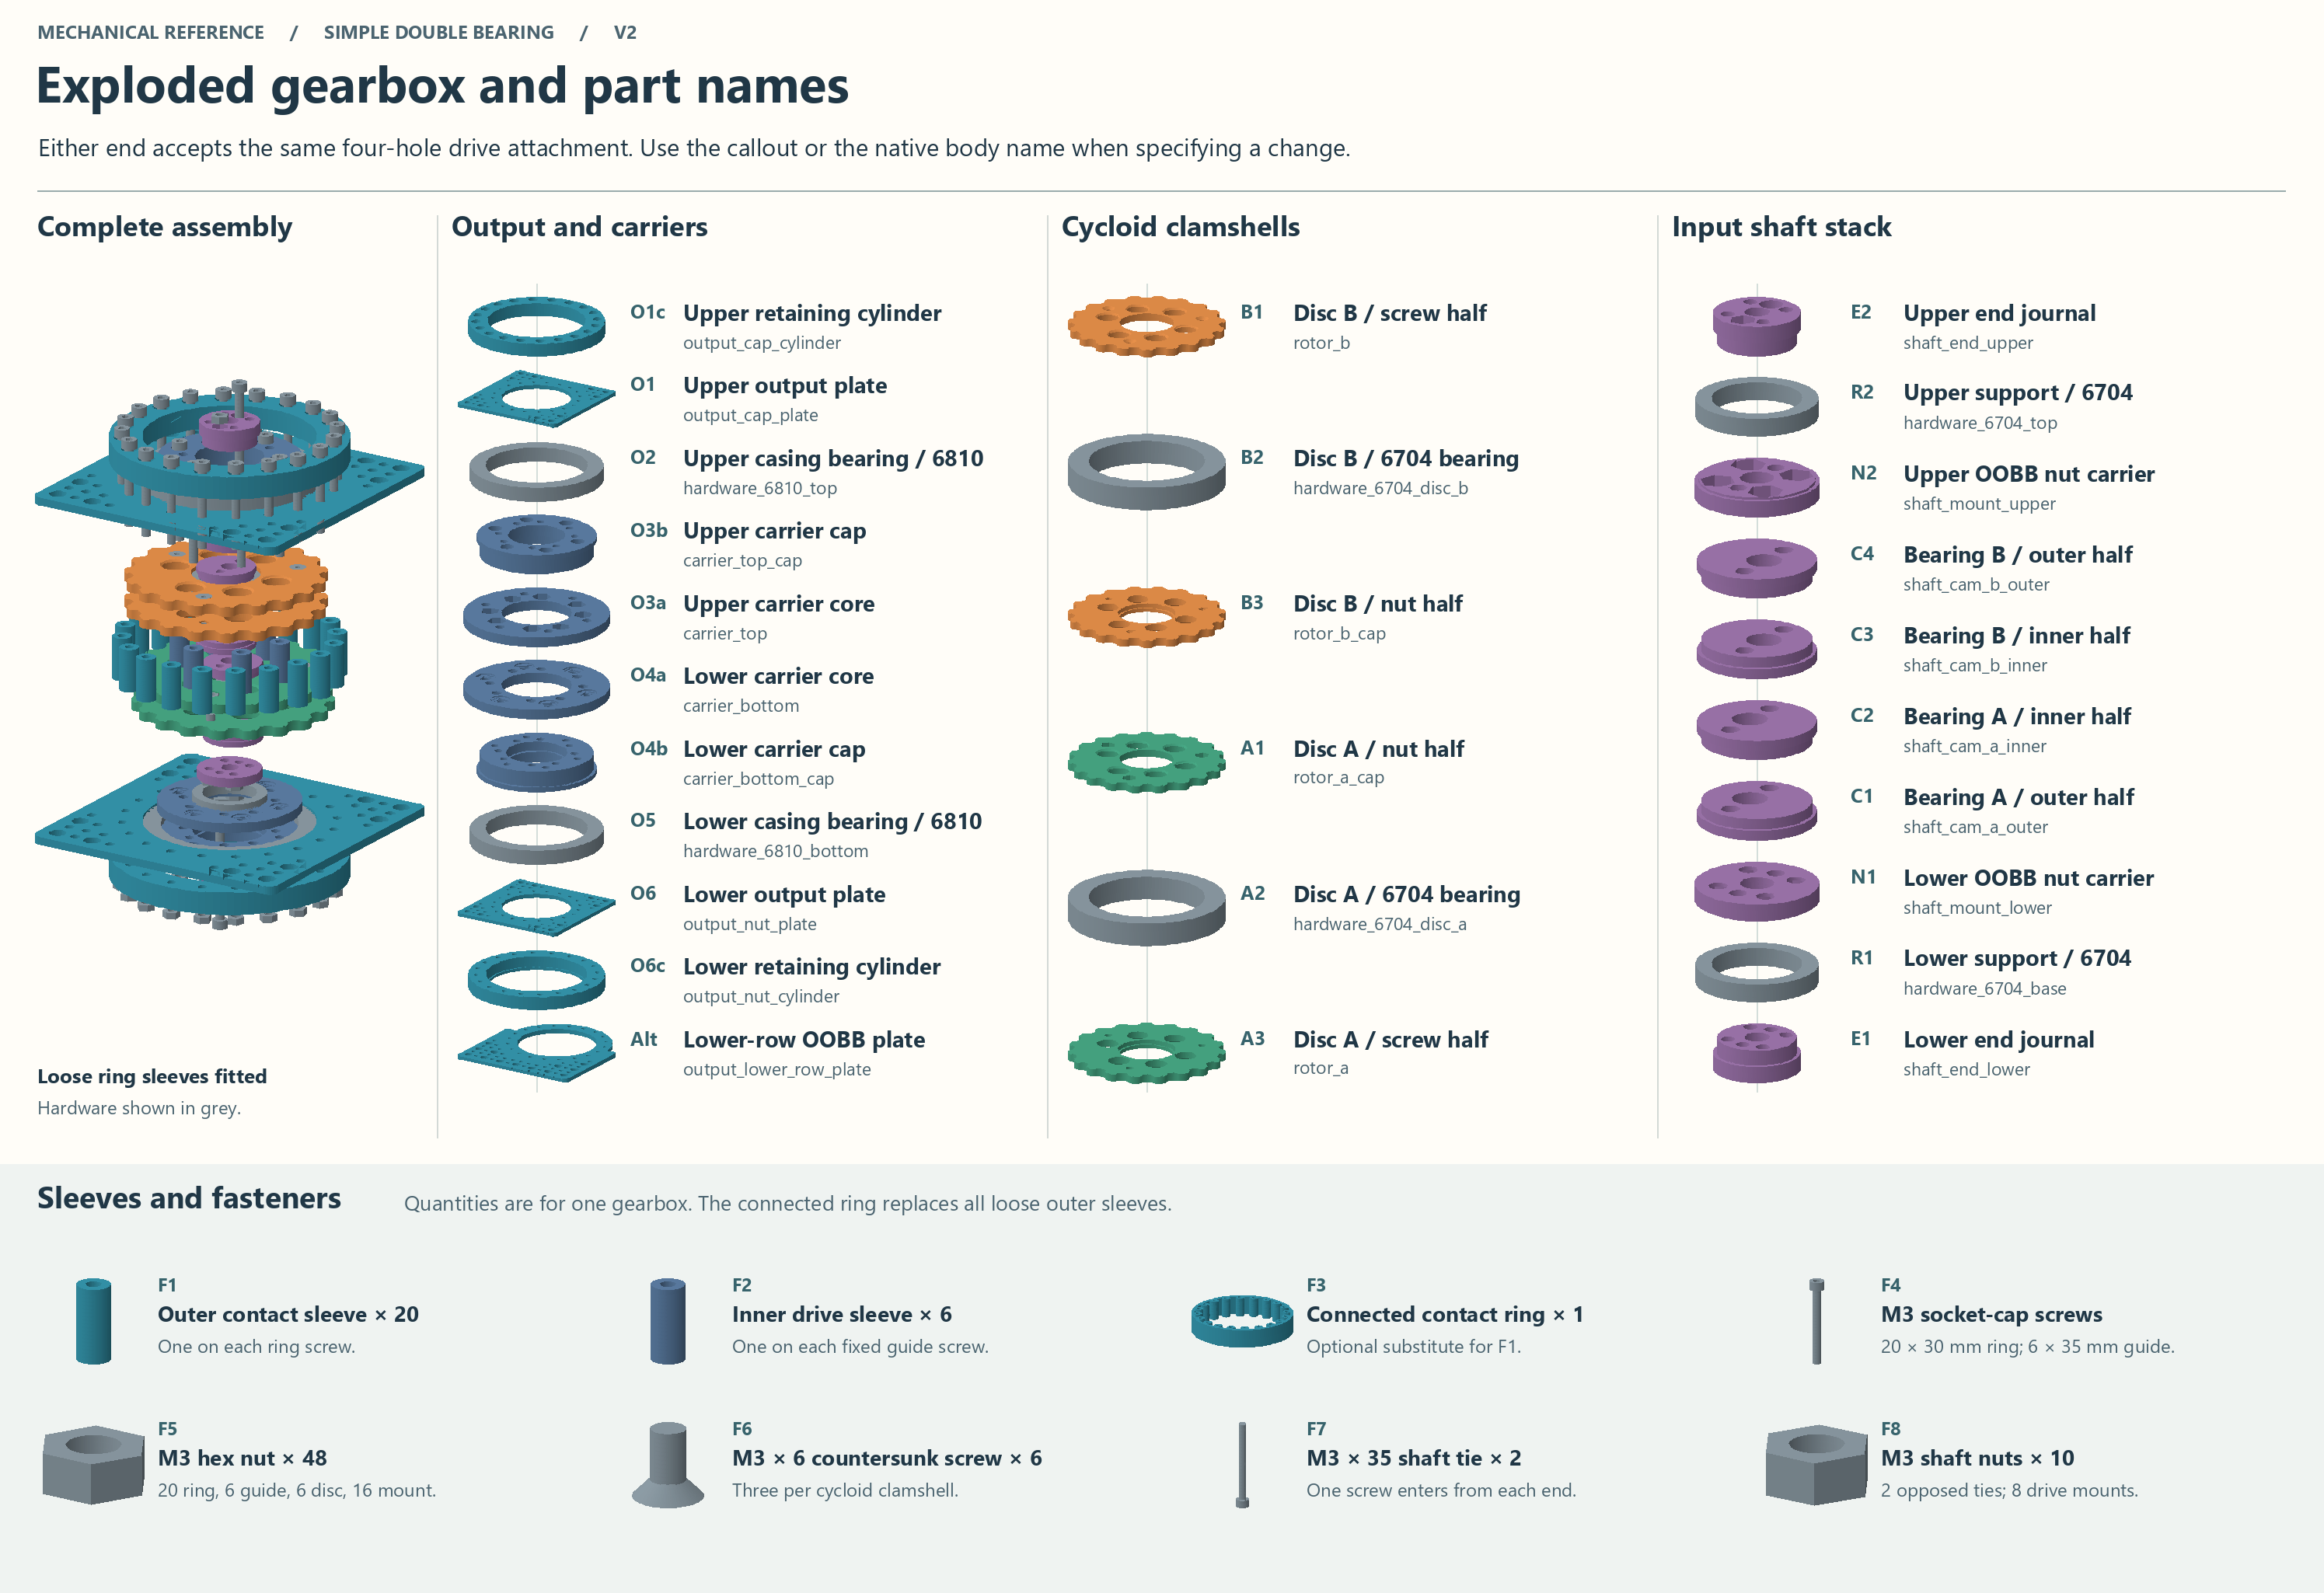 MECHANICAL REFERENCE / SIMPLE DOUBLE BEARING / V2
Exploded gearbox and part names
Either end accepts the same four-hole drive attachment. Use the callout or the native body name when specifying a change.
Complete assembly
Loose ring sleeves fitted
Hardware shown in grey.
Output and carriers
O1c Upper retaining cylinder
output_cap_cylinder
O1 Upper output plate
output_cap_plate
O2 Upper casing bearing / 6810
hardware_6810_top
O3b Upper carrier cap
carrier_top_cap
O3a Upper carrier core
carrier_top
O4a Lower carrier core
carrier_bottom
O4b Lower carrier cap
carrier_bottom_cap
O5 Lower casing bearing / 6810
hardware_6810_bottom
O6 Lower output plate
output_nut_plate
O6c Lower retaining cylinder
output_nut_cylinder
Alt Lower-row OOBB plate
output_lower_row_plate
Cycloid clamshells
B1 Disc B / screw half
rotor_b
B2 Disc B / 6704 bearing
hardware_6704_disc_b
B3 Disc B / nut half
rotor_b_cap
A1 Disc A / nut half
rotor_a_cap
A2 Disc A / 6704 bearing
hardware_6704_disc_a
A3 Disc A / screw half
rotor_a
Input shaft stack
E2 Upper end journal
shaft_end_upper
R2 Upper support / 6704
hardware_6704_top
N2 Upper OOBB nut carrier
shaft_mount_upper
C4 Bearing B / outer half
shaft_cam_b_outer
C3 Bearing B / inner half
shaft_cam_b_inner
C2 Bearing A / inner half
shaft_cam_a_inner
C1 Bearing A / outer half
shaft_cam_a_outer
N1 Lower OOBB nut carrier
shaft_mount_lower
R1 Lower support / 6704
hardware_6704_base
E1 Lower end journal
shaft_end_lower
Sleeves and fasteners
Quantities are for one gearbox. The connected ring replaces all loose outer sleeves.
F1
Outer contact sleeve × 20
One on each ring screw.
F2
Inner drive sleeve × 6
One on each fixed guide screw.
F3
Connected contact ring × 1
Optional substitute for F1.
F4
M3 socket-cap screws
20 × 30 mm ring; 6 × 35 mm guide.
F5
M3 hex nut × 48
20 ring, 6 guide, 6 disc, 16 mount.
F6
M3 × 6 countersunk screw × 6
Three per cycloid clamshell.
F7
M3 × 35 shaft tie × 2
One screw enters from each end.
F8
M3 shaft nuts × 10
2 opposed ties; 8 drive mounts.